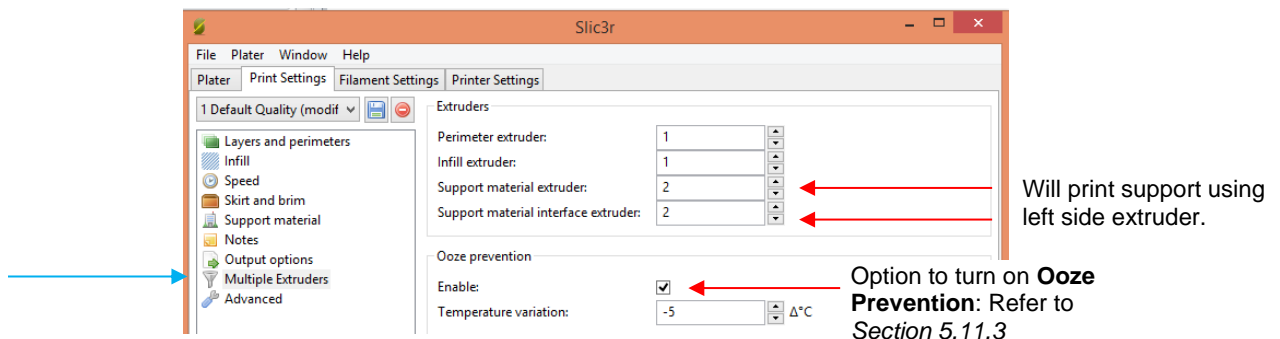 Slic3r
File Plater Window Help
Plater Print Settings Filament Settings Printer Settings
1 Default Quality (modif
Layers and perimeters
Infill
Speed
Skirt and brim
Support material
Notes
Output options
Multiple Extruders
Advanced
Extruders
Perimeter extruder: 1
Infill extruder: 1
Support material extruder: 2
Support material interface extruder: 2
Will print support using
left side extruder.
Ooze prevention
Enable:
Temperature variation: -5 Δ°C
Option to turn on Ooze
Prevention: Refer to
Section 5.11.3